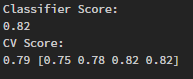 Classifier Score:
0.82
CV Score:
0.79 [0.75 0.78 0.82 0.82]